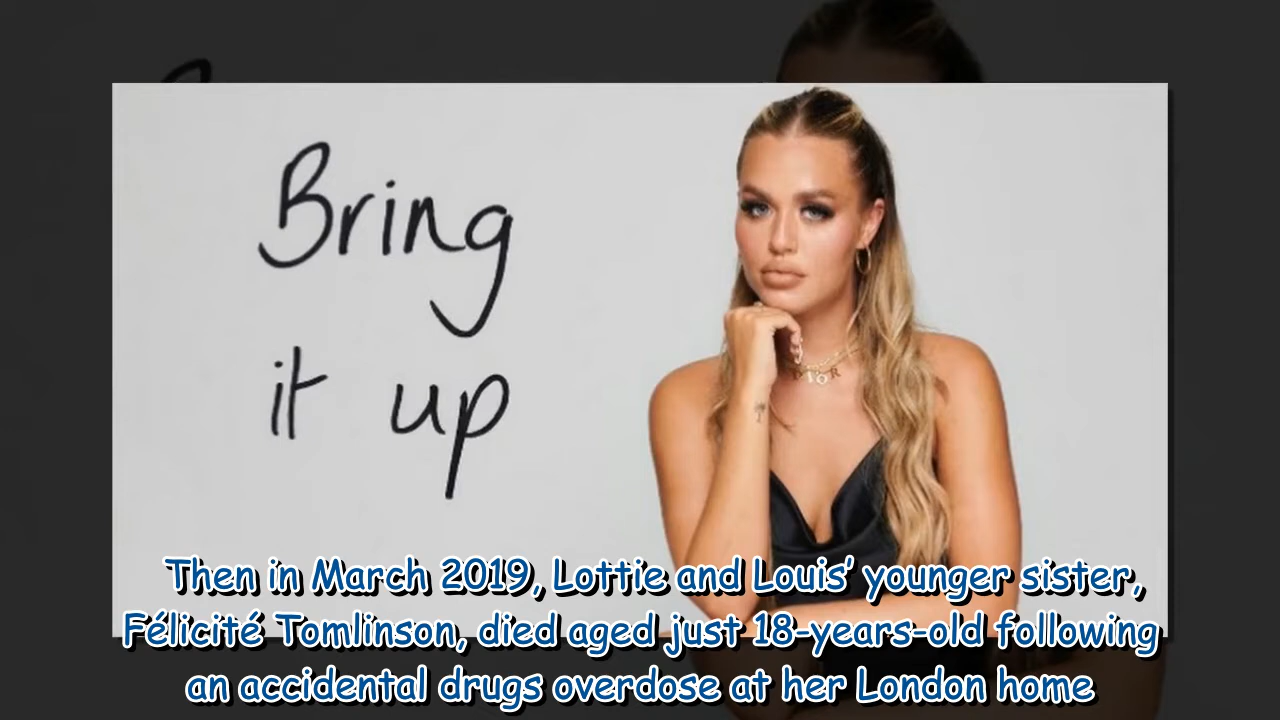 Bring
it up
DIOR
Then in March 2019, Lottie and Louis’ younger sister,
Félicité Tomlinson, died aged just 18-years-old following
an accidental drugs overdose at her London home